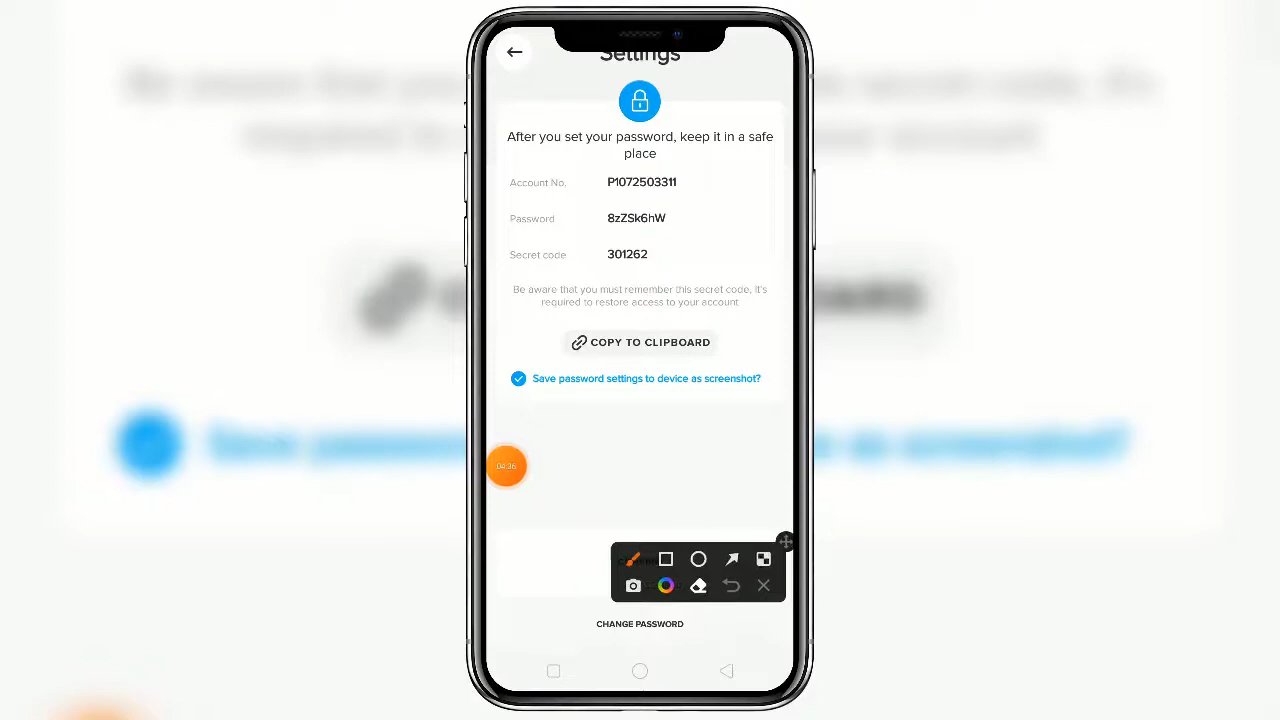 Settings
After you set your password, keep it in a safe
place
Account No. P1072503311
Password 8zZSk6hW
Secret code 301262
Be aware that you must remember this secret code. It's
required to restore access to your account
COPY TO CLIPBOARD
Save password settings to device as screenshot?
04:36
CHANGE PASSWORD